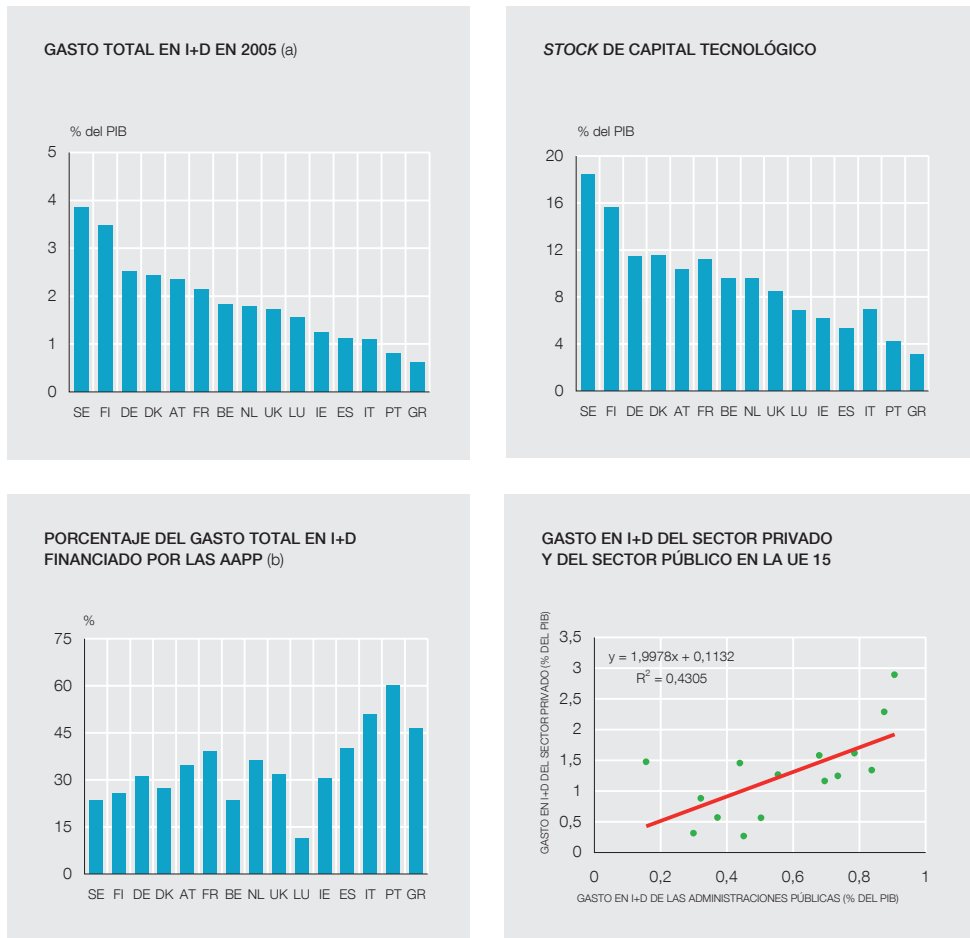 GASTO TOTAL EN I+D EN 2005 (a)
% del PIB
5
4
3
2
1
0
SE FI DE DK AT FR BE NL UK LU IE ES IT PT GR
STOCK DE CAPITAL TECNOLÓGICO
% del PIB
20
16
12
8
4
0
SE FI DE DK AT FR BE NL UK LU IE ES IT PT GR
PORCENTAJE DEL GASTO TOTAL EN I+D
FINANCIADO POR LAS AAPP (b)
%
75
60
45
30
15
0
SE FI DE DK AT FR BE NL UK LU IE ES IT PT GR
GASTO EN I+D DEL SECTOR PRIVADO
Y DEL SECTOR PÚBLICO EN LA UE 15
GASTO EN I+D DEL SECTOR PRIVADO (% DEL PIB)
3,5
3
2,5
2
1,5
1
0,5
0
y = 1,9978x + 0,1132
R² = 0,4305
0 0,2 0,4 0,6 0,8 1
GASTO EN I+D DE LAS ADMINISTRACIONES PÚBLICAS (% DEL PIB)